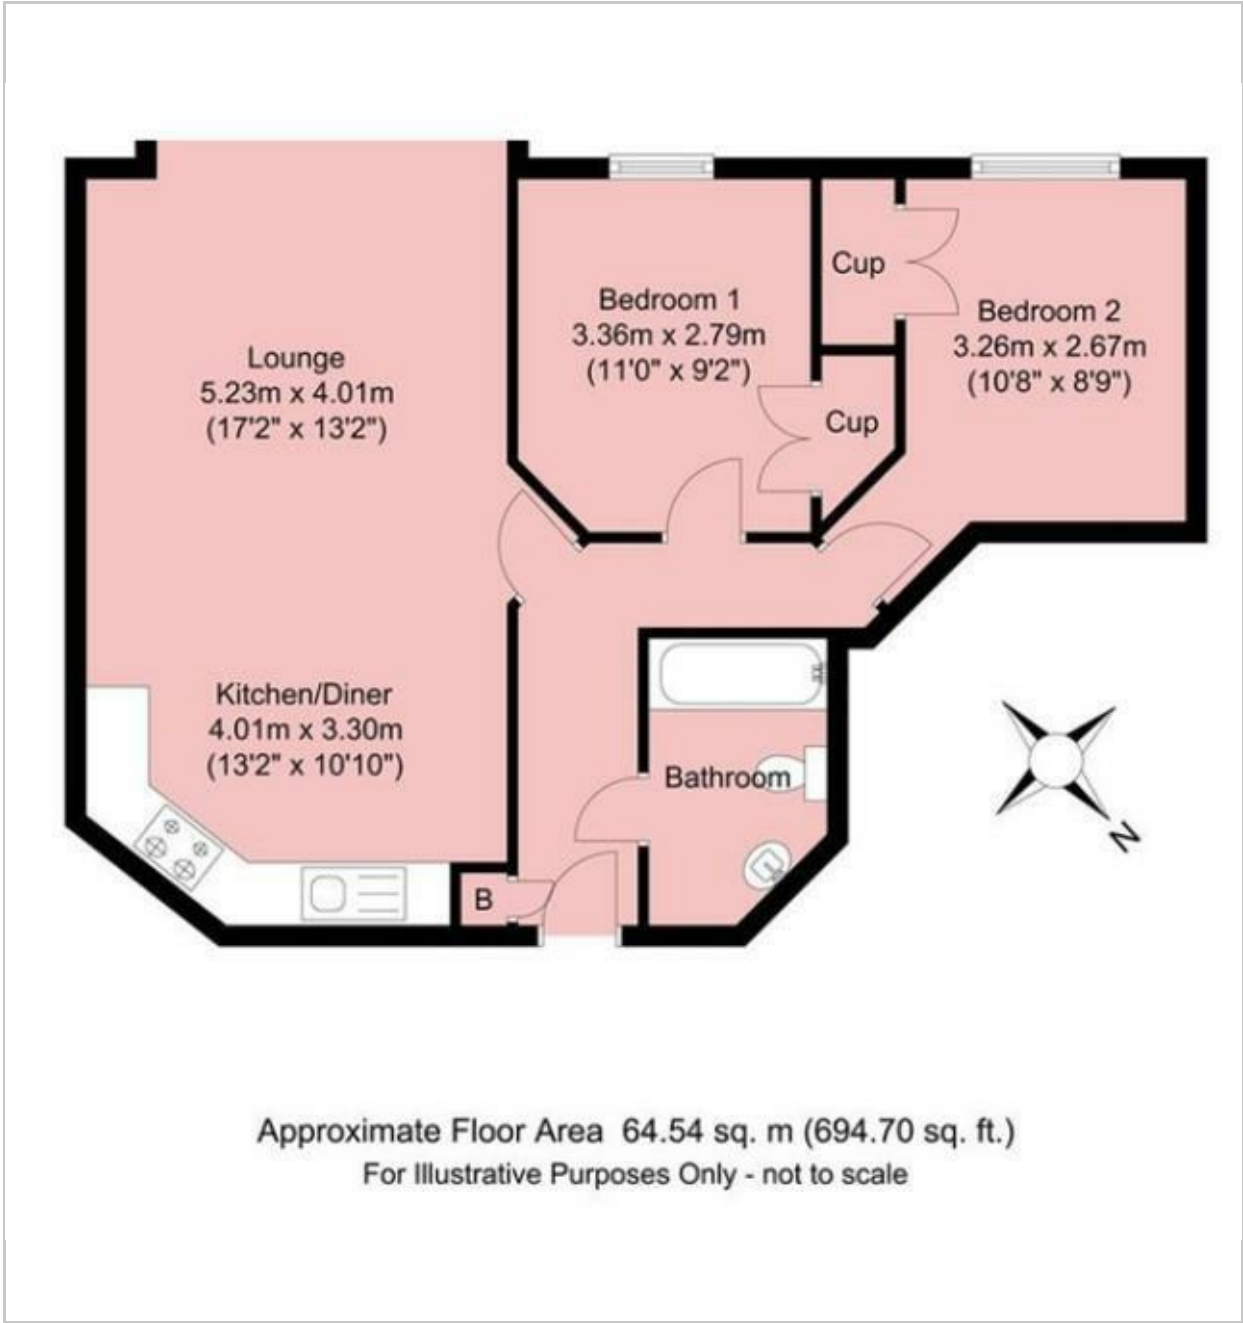 Lounge
5.23m x 4.01m
(17'2" x 13'2")
Bedroom 1
3.36m x 2.79m
(11'0" x 9'2")
Cup
Bedroom 2
3.26m x 2.67m
(10'8" x 8'9")
Cup
Kitchen/Diner
4.01m x 3.30m
(13'2" x 10'10")
Bathroom
B
N
Approximate Floor Area 64.54 sq. m (694.70 sq. ft.)
For Illustrative Purposes Only - not to scale